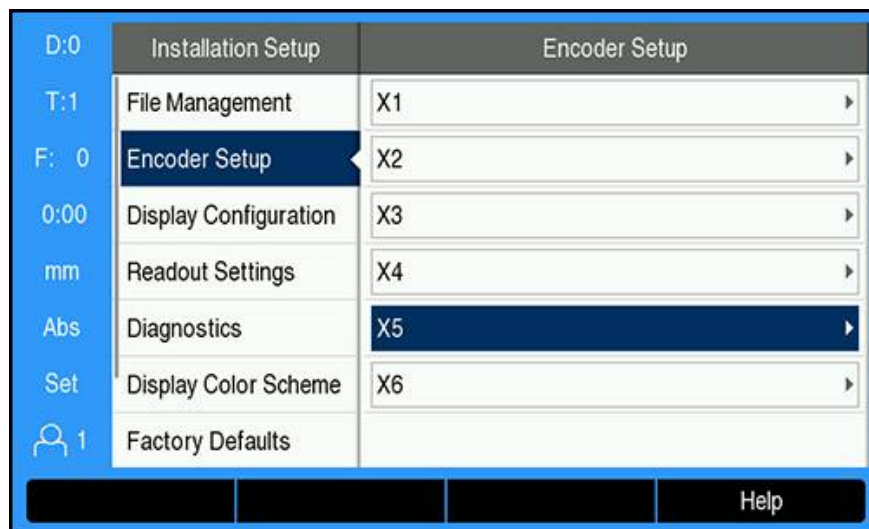 D:0 Installation Setup Encoder Setup
T:1 File Management X1
F: 0 Encoder Setup X2
0:00 Display Configuration X3
mm Readout Settings X4
Abs Diagnostics X5
Set Display Color Scheme X6
1 Factory Defaults
Help